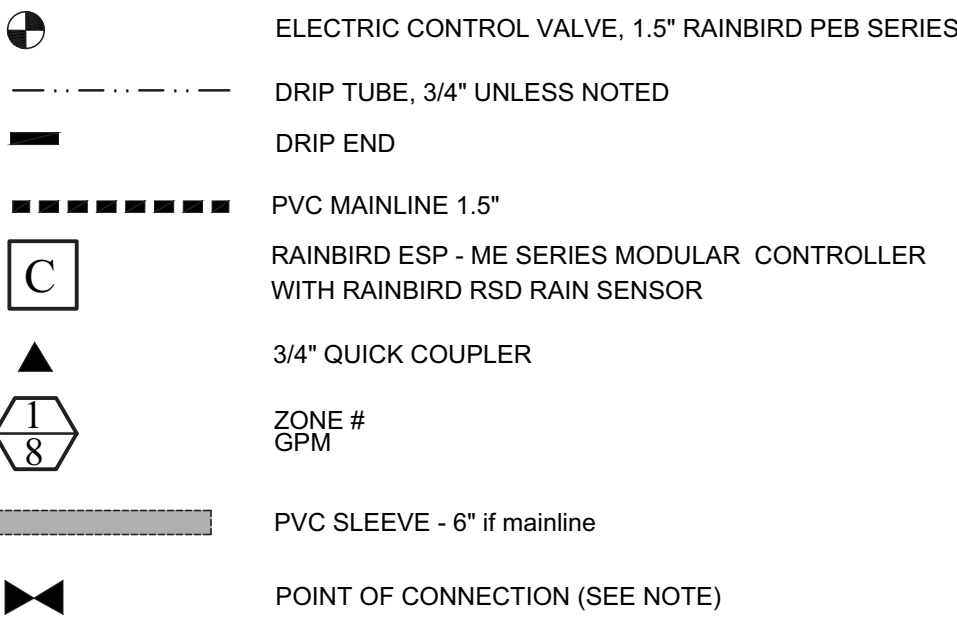 ELECTRIC CONTROL VALVE, 1.5" RAINBIRD PEB SERIES
DRIP TUBE, 3/4" UNLESS NOTED
DRIP END
PVC MAINLINE 1.5"
C
RAINBIRD ESP - ME SERIES MODULAR CONTROLLER
WITH RAINBIRD RSD RAIN SENSOR
3/4" QUICK COUPLER
1
8
ZONE #
GPM
PVC SLEEVE - 6" if mainline
POINT OF CONNECTION (SEE NOTE)